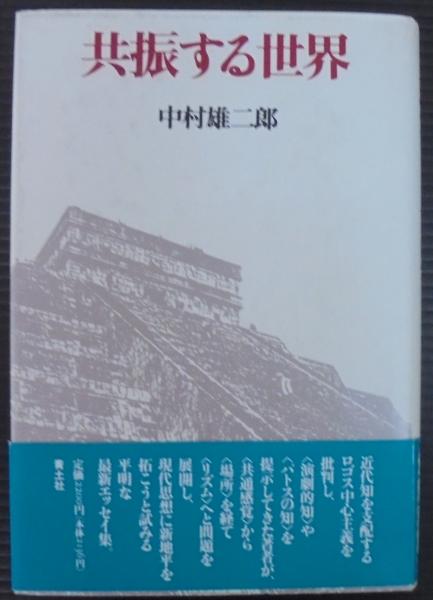 共振する世界
中村雄二郎
近代知を支配する
ロゴス中心主義を
批判し、
〈演劇的知〉や
〈パトスの知〉を
提示してきた著者が、
〈共通感覚〉から
〈場所〉を経て
〈リズム〉へと問題を
展開し、
現代思想に新地平を
拓こうと試みる
平明な
最新エッセイ集。
青土社